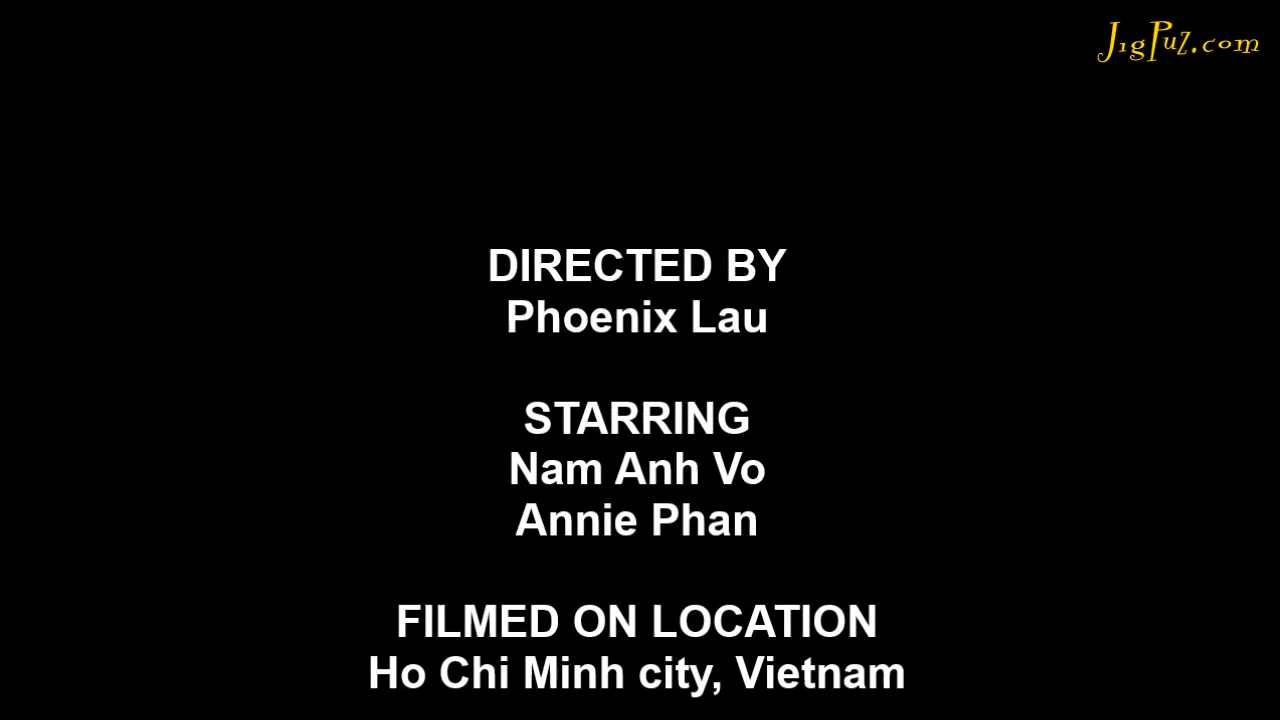 JigPuz.com
DIRECTED BY
Phoenix Lau
STARRING
Nam Anh Vo
Annie Phan
FILMED ON LOCATION
Ho Chi Minh city, Vietnam